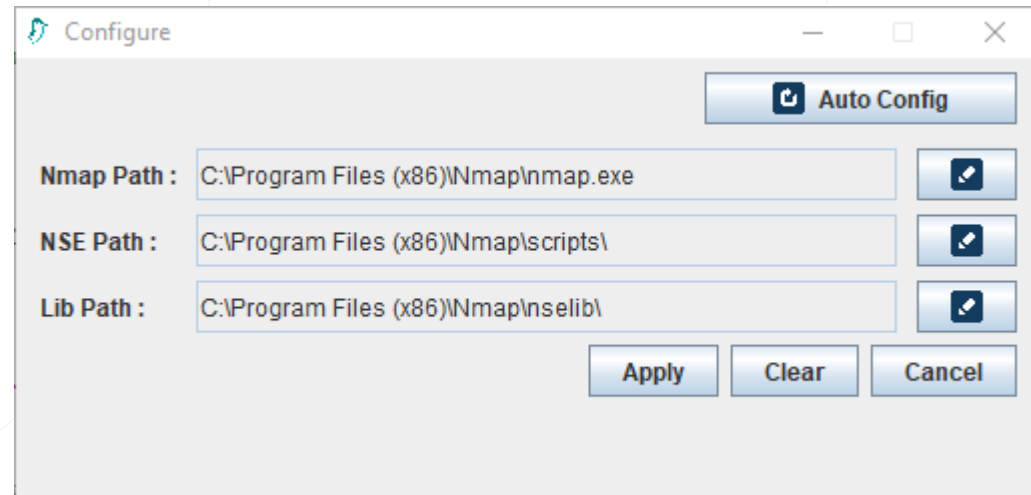 Configure
Auto Config
Nmap Path : C:\Program Files (x86)\Nmap\nmap.exe
NSE Path : C:\Program Files (x86)\Nmap\scripts\
Lib Path : C:\Program Files (x86)\Nmap\nselib\
Apply Clear Cancel